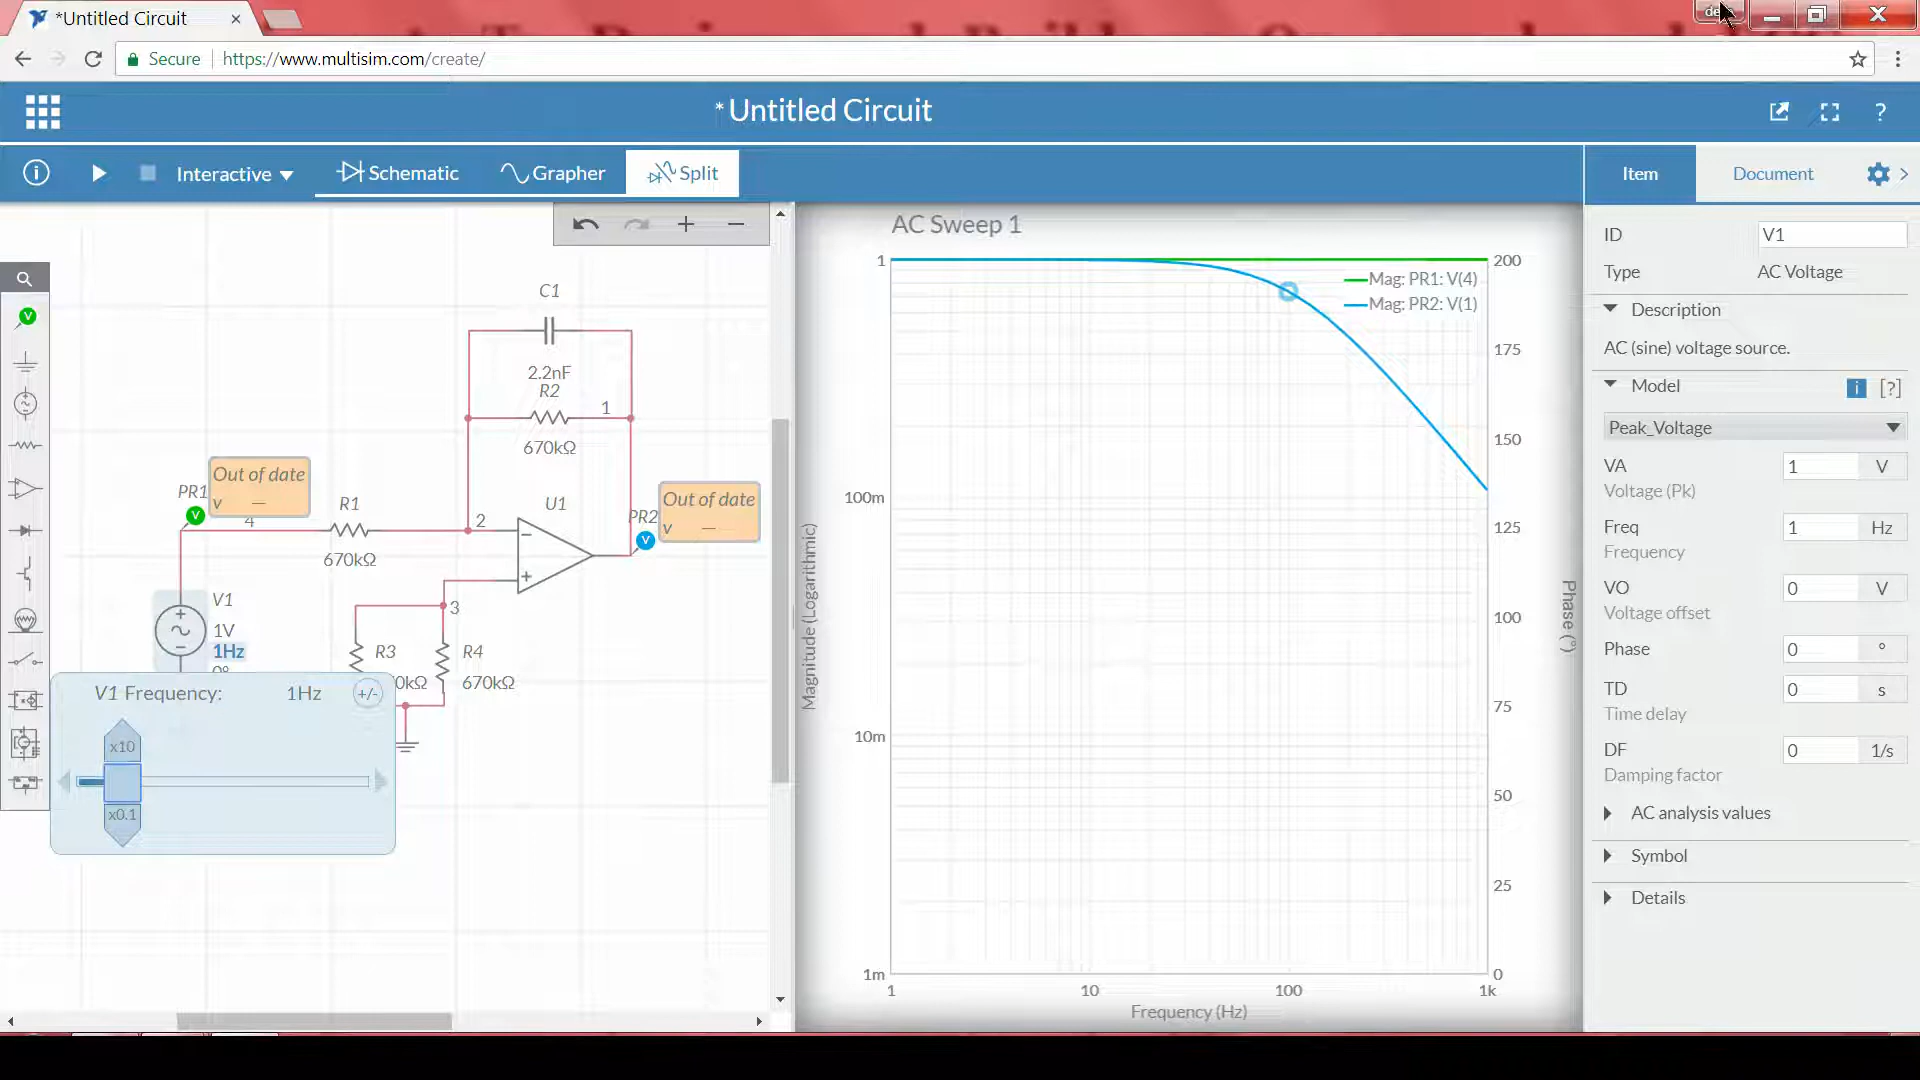 *Untitled Circuit
Secure
https://www.multisim.com/create/
* Untitled Circuit
Interactive
Schematic
Grapher
Split
Item
Document
C1
2.2nF
R2
1
670kΩ
Out of date
v —
PR1
4
R1
670kΩ
2
U1
PR2
Out of date
v —
V1
1V
1Hz
0°
3
R3
R4
0kΩ
670kΩ
V1 Frequency:
1Hz
+/-
x10
x0.1
AC Sweep 1
Mag: PR1: V(4)
Mag: PR2: V(1)
1
100m
10m
1m
Magnitude (Logarithmic)
200
175
150
125
100
75
50
25
0
Phase (°)
1
10
100
1k
Frequency (Hz)
ID
V1
Type
AC Voltage
Description
AC (sine) voltage source.
Model
i
[?]
Peak_Voltage
VA
1
V
Voltage (Pk)
Freq
1
Hz
Frequency
VO
0
V
Voltage offset
Phase
0
°
TD
0
s
Time delay
DF
0
1/s
Damping factor
AC analysis values
Symbol
Details